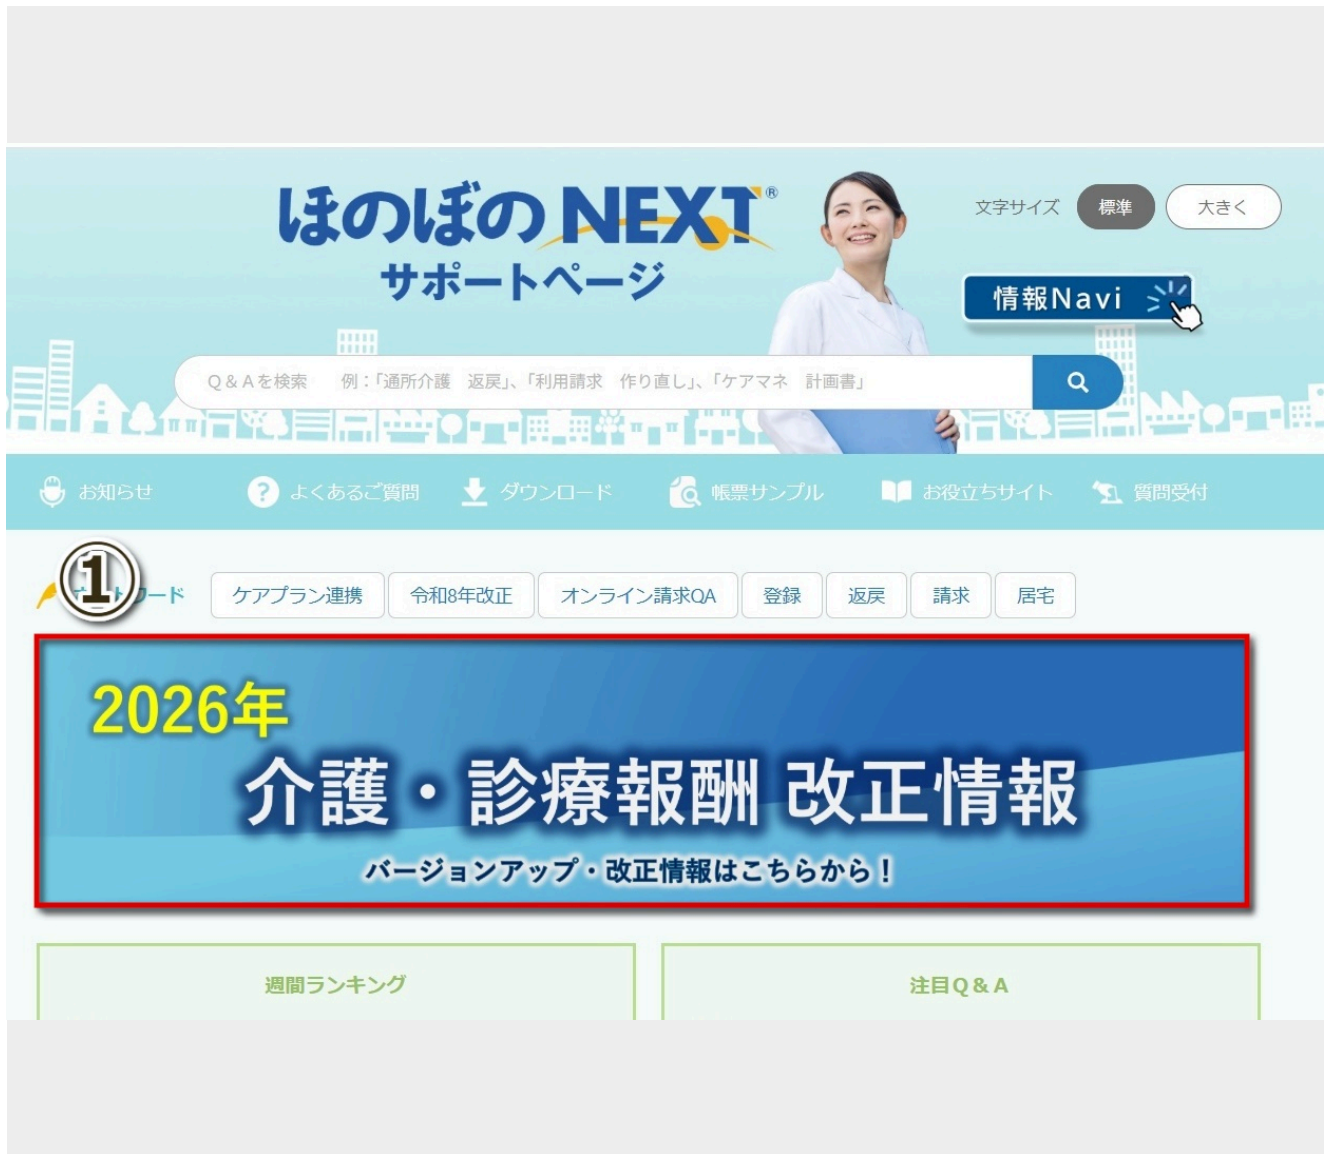 ほのぼのNEXT®
サポートページ
文字サイズ 標準 大きく
情報Navi
Q&Aを検索 例：「通所介護 返戻」、「利用請求 作り直し」、「ケアマネ 計画書」
お知らせ よくあるご質問 ダウンロード 帳票サンプル お役立ちサイト 質問受付
①
ード ケアプラン連携 令和8年改正 オンライン請求QA 登録 返戻 請求 居宅
2026年
介護・診療報酬 改正情報
バージョンアップ・改正情報はこちらから！
週間ランキング 注目Q&A